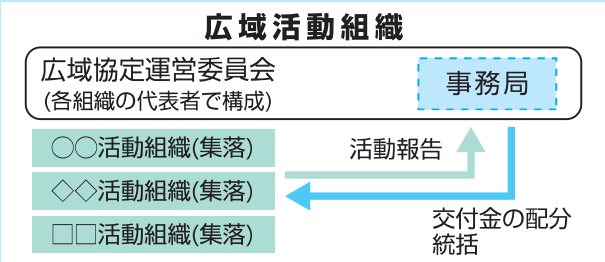 広域活動組織
広域協定運営委員会
(各組織の代表者で構成)
事務局
○○活動組織(集落)
◇◇活動組織(集落)
□□活動組織(集落)
活動報告
交付金の配分
統括